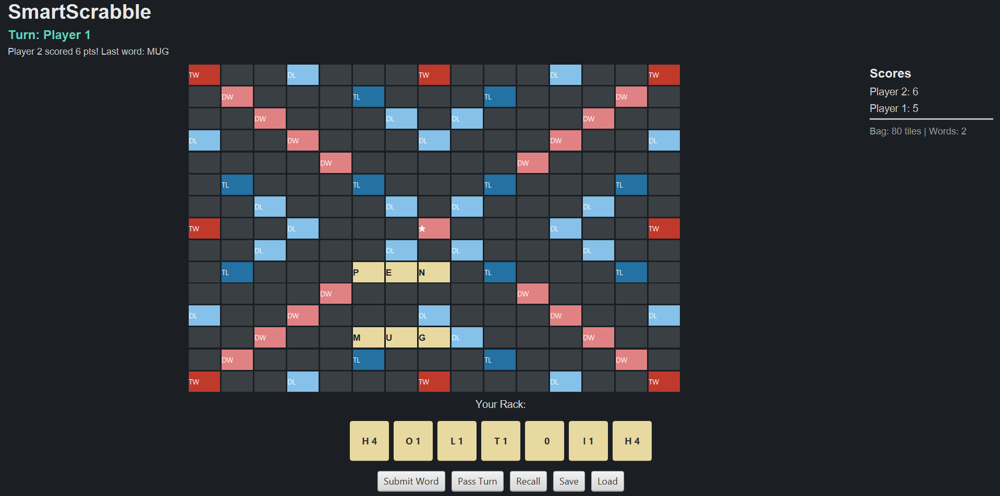 SmartScrabble
Turn: Player 1
Player 2 scored 6 pts! Last word: MUG
TW DL TW DL TW
DW TL TL DW
DW DL DL DW
DL DW DL DW DL
DW DW
TL TL TL TL
DL DL DL DL
TW DL ★ DL TW
DL DL DL DL
TL P E N TL TL
DW DW
DL DW DL DW DL
DW M U G DL DW
DW TL TL DW
TW DL TW DL TW
Scores
Player 2: 6
Player 1: 5
Bag: 80 tiles | Words: 2
Your Rack:
H 4 O 1 L 1 T 1 0 I 1 H 4
Submit Word Pass Turn Recall Save Load